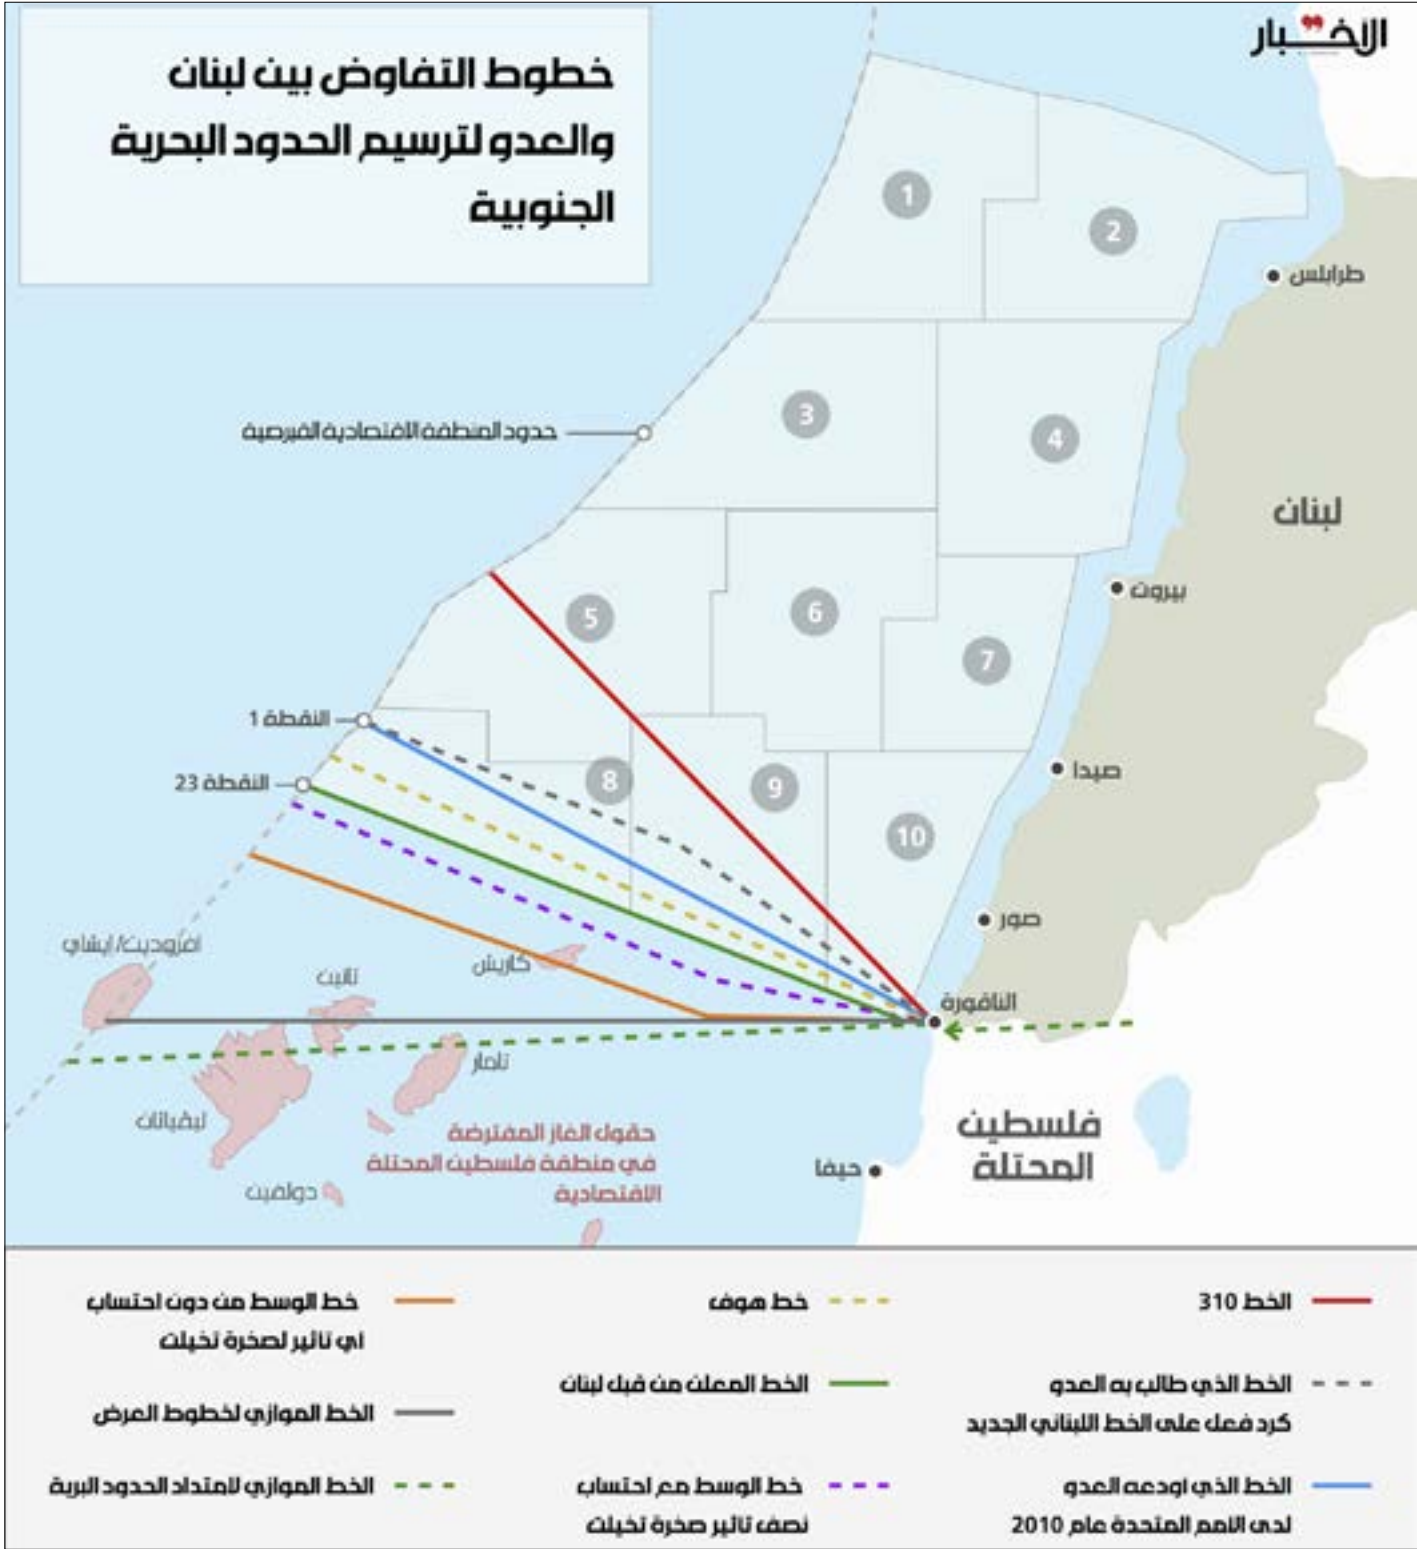 الأخبار
خطوط التفاوض بين لبنان
والعدو لترسيم الحدود البحرية
الجنوبية
1
2
طرابلس
3
4
حدود المنطقة الاقتصادية القبرصية
لبنان
5
6
بيروت
7
النقطة 1
صيدا
النقطة 23
8
9
10
صور
افروديت/ايشاي
كاريش
تانين
الناقورة
تامار
ليفياتان
فلسطين
المحتلة
حقول الغاز المفترضة
في منطقة فلسطين المحتلة
الاقتصادية
حيفا
دولفين
الخط 310
خط هوف
خط الوسط من دون احتساب
اي تاثير لصخرة تخيلت
الخط الذي طالب به العدو
كرد فعل على الخط اللبناني الجديد
الخط المعلن من قبل لبنان
الخط الموازي لخطوط العرض
الخط الذي اودعه العدو
لدى الامم المتحدة عام 2010
خط الوسط مع احتساب
نصف تاثير صخرة تخيلت
الخط الموازي لامتداد الحدود البرية